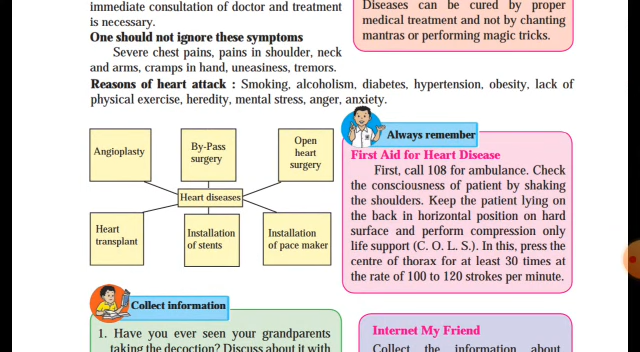 immediate consultation of doctor and treatment
is necessary.
One should not ignore these symptoms
Severe chest pains, pains in shoulder, neck
and arms, cramps in hand, uneasiness, tremors.
Diseases can be cured by proper
medical treatment and not by chanting
mantras or performing magic tricks.
Reasons of heart attack : Smoking, alcoholism, diabetes, hypertension, obesity, lack of
physical exercise, heredity, mental stress, anger, anxiety.
Angioplasty
By-Pass
surgery
Open
heart
surgery
Heart diseases
Heart
transplant
Installation
of stents
Installation
of pace maker
Always remember
First Aid for Heart Disease
First, call 108 for ambulance. Check
the consciousness of patient by shaking
the shoulders. Keep the patient lying on
the back in horizontal position on hard
surface and perform compression only
life support (C. O. L. S.). In this, press the
centre of thorax for at least 30 times at
the rate of 100 to 120 strokes per minute.
Collect information
1. Have you ever seen your grandparents
taking the decoction? Discuss about it with
Internet My Friend
Collect the information about